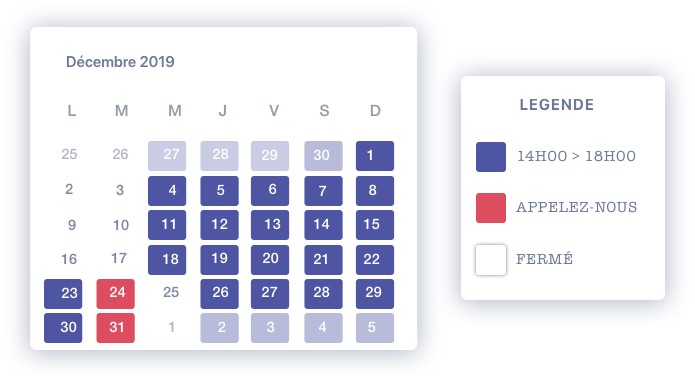 Décembre 2019
L M M J V S D
25 26 27 28 29 30 1
2 3 4 5 6 7 8
9 10 11 12 13 14 15
16 17 18 19 20 21 22
23 24 25 26 27 28 29
30 31 1 2 3 4 5
LEGENDE
14H00 > 18H00
APPELEZ-NOUS
FERMÉ